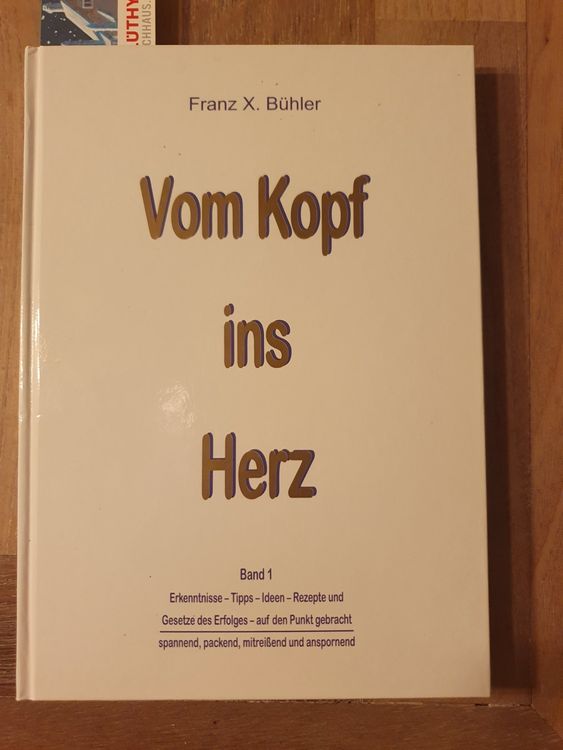 LÜTHY
Franz X. Bühler
Vom Kopf
ins
Herz
Band 1
Erkenntnisse – Tipps – Ideen – Rezepte und
Gesetze des Erfolges – auf den Punkt gebracht
spannend, packend, mitreißend und anspornend